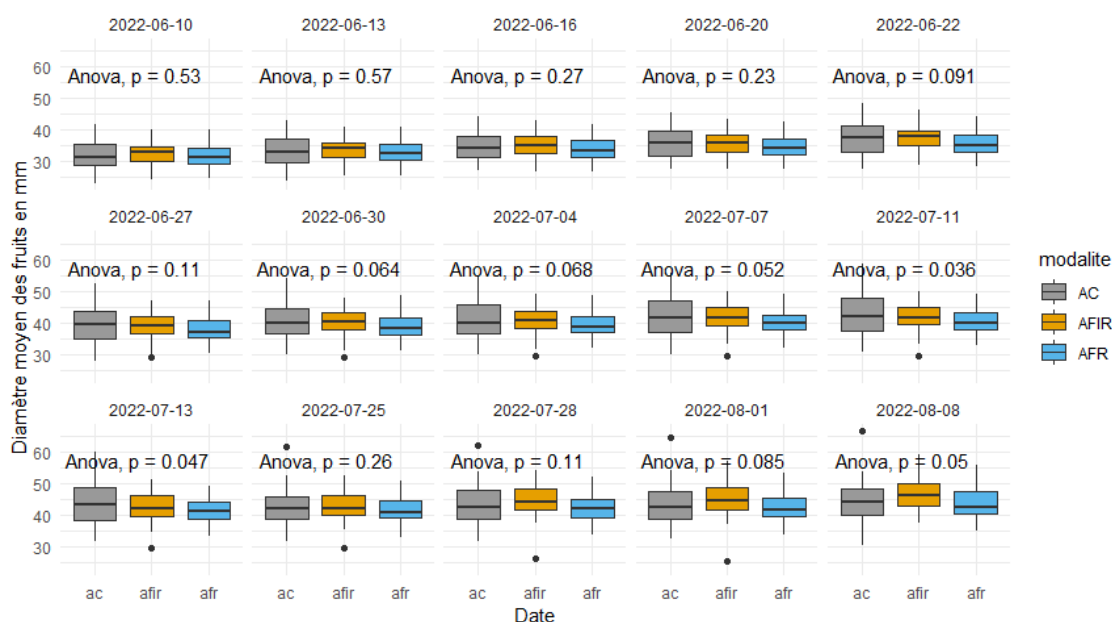 2022-06-10 2022-06-13 2022-06-16 2022-06-20 2022-06-22
Anova, p = 0.53 Anova, p = 0.57 Anova, p = 0.27 Anova, p = 0.23 Anova, p = 0.091
60
50
40
30
2022-06-27 2022-06-30 2022-07-04 2022-07-07 2022-07-11
Anova, p = 0.11 Anova, p = 0.064 Anova, p = 0.068 Anova, p = 0.052 Anova, p = 0.036
60
50
40
30
2022-07-13 2022-07-25 2022-07-28 2022-08-01 2022-08-08
Anova, p = 0.047 Anova, p = 0.26 Anova, p = 0.11 Anova, p = 0.085 Anova, p = 0.05
60
50
40
30
ac afir afr ac afir afr ac afir afr ac afir afr ac afir afr
Date
Diamètre moyen des fruits en mm
modalite
AC
AFIR
AFR